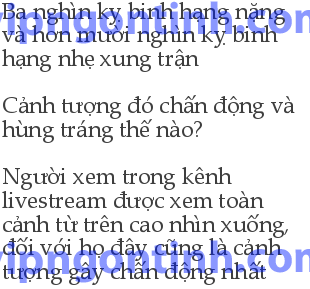 Ba nghìn kỵ binh hạng nặng
và hơn mười nghìn kỵ binh
hạng nhẹ xung trận
Cảnh tượng đó chấn động và
hùng tráng thế nào?
Người xem trong kênh
livestream được xem toàn
cảnh từ trên cao nhìn xuống,
đối với họ đây cũng là cảnh
tượng gây chấn động nhất